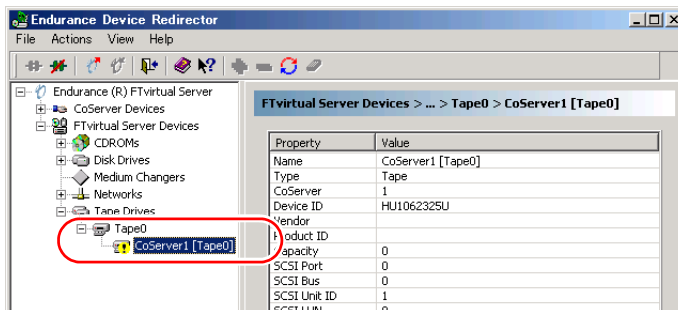 Endurance Device Redirector
File Actions View Help
Endurance (R) FTvirtual Server
CoServer Devices
FTvirtual Server Devices
CDROMs
Disk Drives
Medium Changers
Networks
Tape Drives
Tape0
CoServer1 [Tape0]
FTvirtual Server Devices > ... > Tape0 > CoServer1 [Tape0]
Property Value
Name CoServer1 [Tape0]
Type Tape
CoServer 1
Device ID HU1062325U
Vendor
Product ID
Capacity 0
SCSI Port 0
SCSI Bus 0
SCSI Unit ID 1
SCSI LUN 0